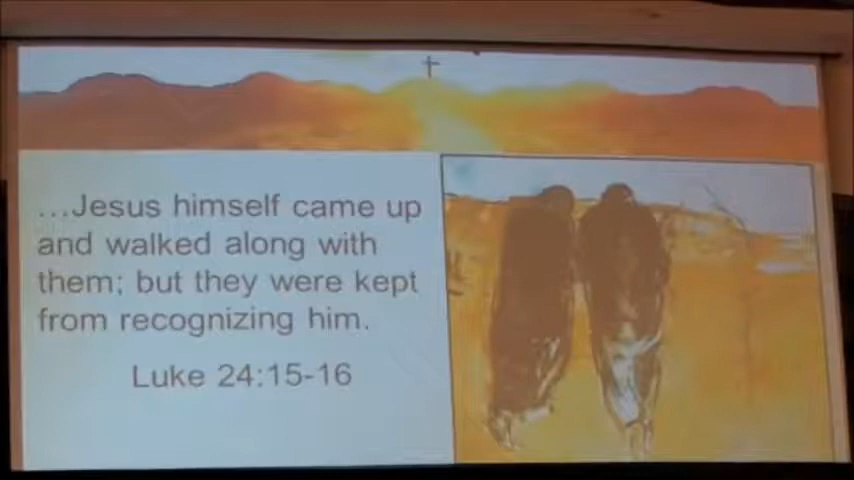 ...Jesus himself came up
and walked along with
them; but they were kept
from recognizing him.
Luke 24:15-16